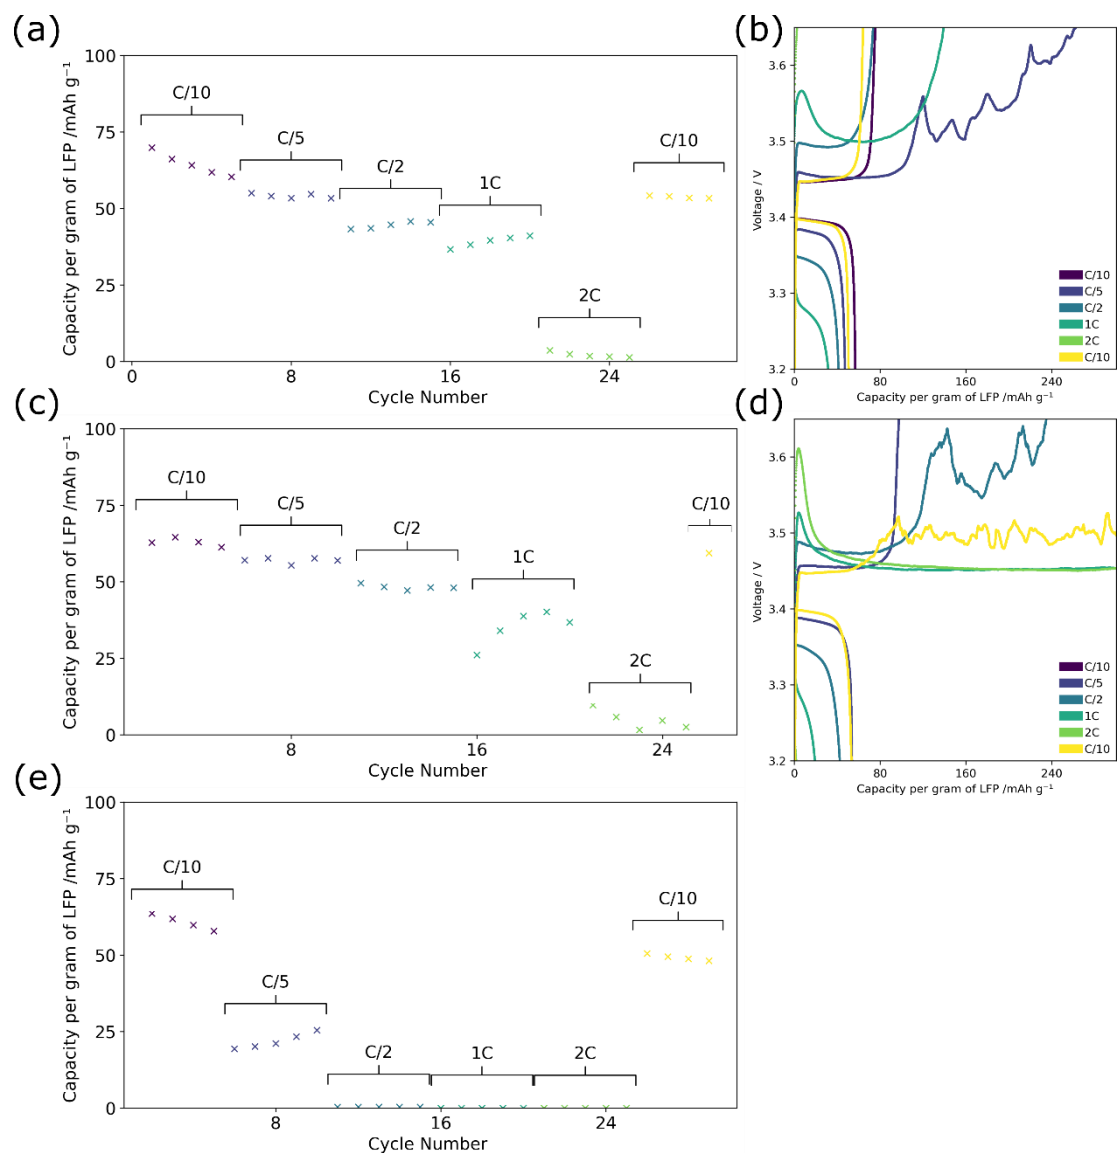 (a)
Capacity per gram of LFP /mAh g⁻¹
100
75
50
25
0
C/10
C/5
C/2
1C
2C
C/10
0
8
16
24
Cycle Number
(b)
Voltage / V
3.6
3.5
3.4
3.3
3.2
C/10
C/5
C/2
1C
2C
C/10
0
80
160
240
Capacity per gram of LFP /mAh g⁻¹
(c)
Capacity per gram of LFP /mAh g⁻¹
100
75
50
25
0
C/10
C/5
C/2
1C
2C
C/10
8
16
24
Cycle Number
(d)
Voltage / V
3.6
3.5
3.4
3.3
3.2
C/10
C/5
C/2
1C
2C
C/10
0
80
160
240
Capacity per gram of LFP /mAh g⁻¹
(e)
Capacity per gram of LFP /mAh g⁻¹
100
75
50
25
0
C/10
C/5
C/2
1C
2C
C/10
8
16
24
Cycle Number